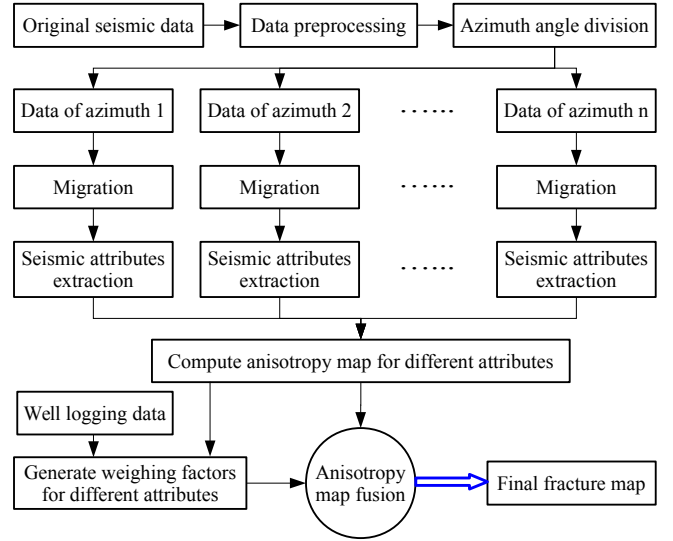 Original seismic data
Data preprocessing
Azimuth angle division
Data of azimuth 1
Data of azimuth 2
......
Data of azimuth n
Migration
Migration
......
Migration
Seismic attributes
extraction
Seismic attributes
extraction
......
Seismic attributes
extraction
Compute anisotropy map for different attributes
Well logging data
Generate weighing factors
for different attributes
Anisotropy
map fusion
Final fracture map